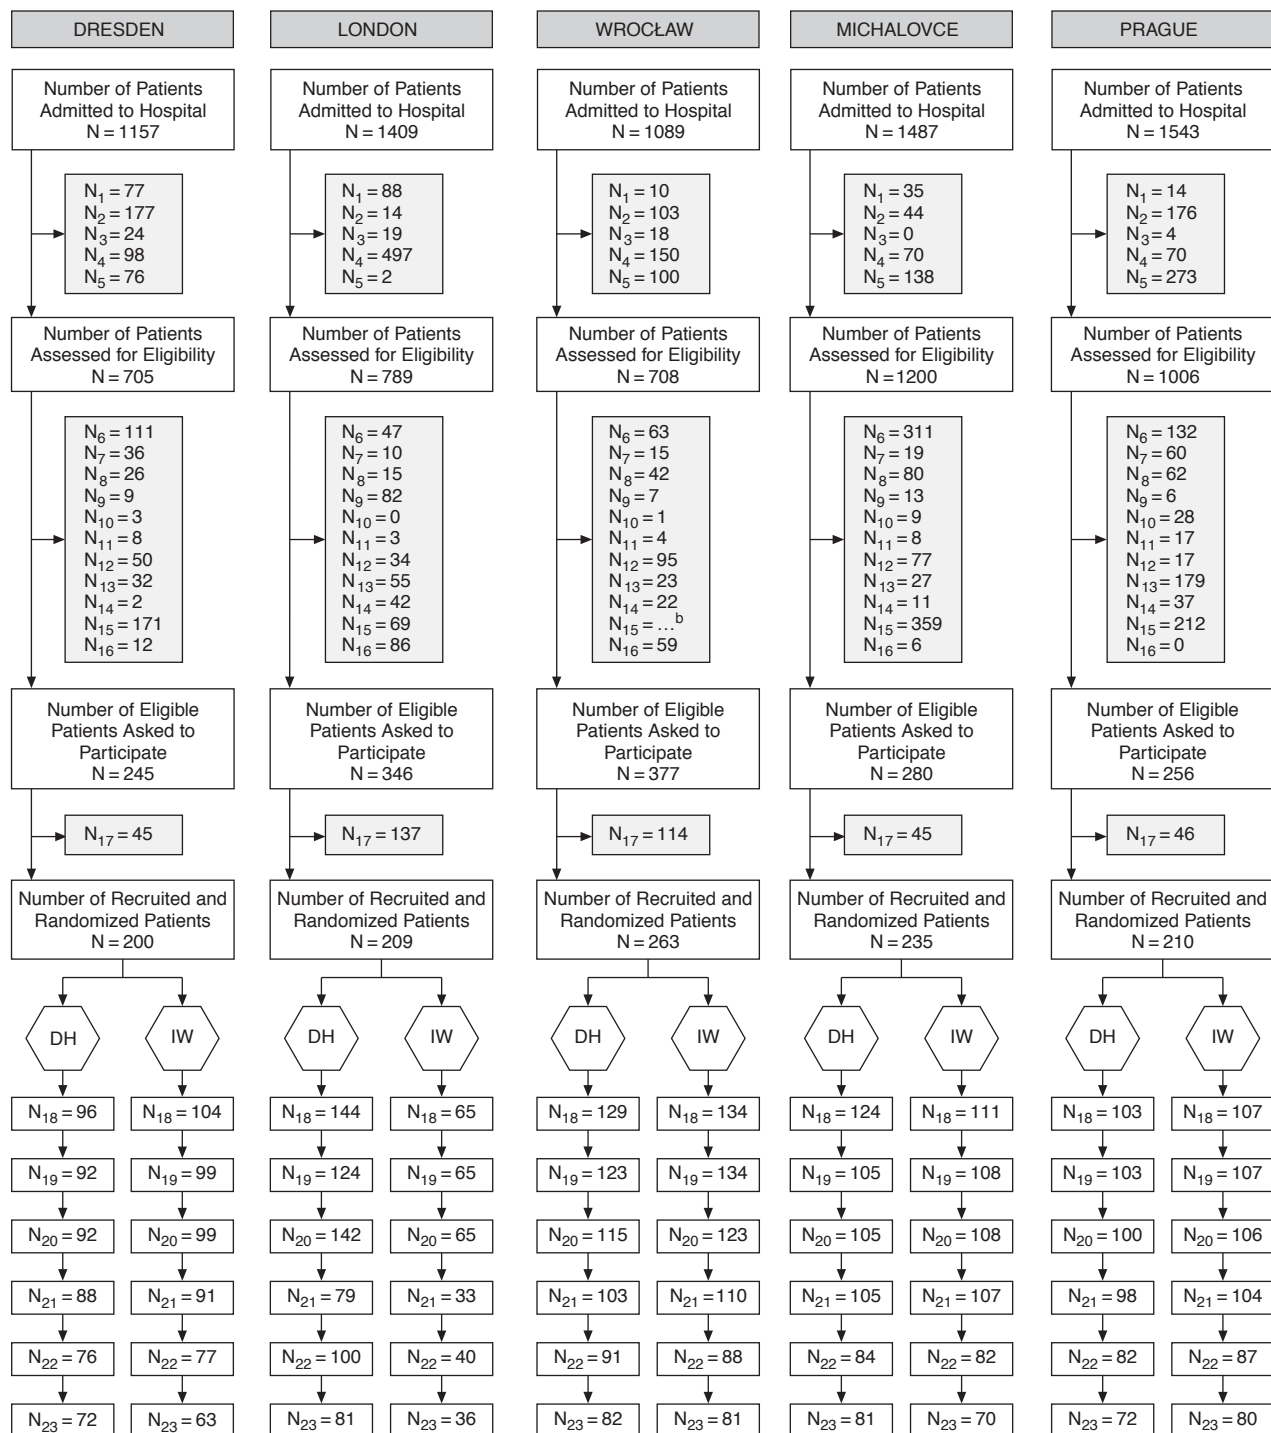 DRESDEN
Number of Patients
Admitted to Hospital
N = 1157
N1 = 77
N2 = 177
N3 = 24
N4 = 98
N5 = 76
Number of Patients
Assessed for Eligibility
N = 705
N6 = 111
N7 = 36
N8 = 26
N9 = 9
N10 = 3
N11 = 8
N12 = 50
N13 = 32
N14 = 2
N15 = 171
N16 = 12
Number of Eligible
Patients Asked to
Participate
N = 245
N17 = 45
Number of Recruited and
Randomized Patients
N = 200
DH
N18 = 96
N19 = 92
N20 = 92
N21 = 88
N22 = 76
N23 = 72
IW
N18 = 104
N19 = 99
N20 = 99
N21 = 91
N22 = 77
N23 = 63
LONDON
Number of Patients
Admitted to Hospital
N = 1409
N1 = 88
N2 = 14
N3 = 19
N4 = 497
N5 = 2
Number of Patients
Assessed for Eligibility
N = 789
N6 = 47
N7 = 10
N8 = 15
N9 = 82
N10 = 0
N11 = 3
N12 = 34
N13 = 55
N14 = 42
N15 = 69
N16 = 86
Number of Eligible
Patients Asked to
Participate
N = 346
N17 = 137
Number of Recruited and
Randomized Patients
N = 209
DH
N18 = 144
N19 = 124
N20 = 142
N21 = 79
N22 = 100
N23 = 81
IW
N18 = 65
N19 = 65
N20 = 65
N21 = 33
N22 = 40
N23 = 36
WROCŁAW
Number of Patients
Admitted to Hospital
N = 1089
N1 = 10
N2 = 103
N3 = 18
N4 = 150
N5 = 100
Number of Patients
Assessed for Eligibility
N = 708
N6 = 63
N7 = 15
N8 = 42
N9 = 7
N10 = 1
N11 = 4
N12 = 95
N13 = 23
N14 = 22
N15 = ...b
N16 = 59
Number of Eligible
Patients Asked to
Participate
N = 377
N17 = 114
Number of Recruited and
Randomized Patients
N = 263
DH
N18 = 129
N19 = 123
N20 = 115
N21 = 103
N22 = 91
N23 = 82
IW
N18 = 134
N19 = 134
N20 = 123
N21 = 110
N22 = 88
N23 = 81
MICHALOVCE
Number of Patients
Admitted to Hospital
N = 1487
N1 = 35
N2 = 44
N3 = 0
N4 = 70
N5 = 138
Number of Patients
Assessed for Eligibility
N =1200
N6 = 311
N7 = 19
N8 = 80
N9 = 13
N10 = 9
N11 = 8
N12 = 77
N13 = 27
N14 = 11
N15 = 359
N16 = 6
Number of Eligible
Patients Asked to
Participate
N = 280
N17 = 45
Number of Recruited and
Randomized Patients
N = 235
DH
N18 = 124
N19 = 105
N20 = 105
N21 = 105
N22 = 84
N23 = 81
IW
N18 = 111
N19 = 108
N20 = 108
N21 = 107
N22 = 82
N23 = 70
PRAGUE
Number of Patients
Admitted to Hospital
N = 1543
N1 = 14
N2 = 176
N3 = 4
N4 = 70
N5 = 273
Number of Patients
Assessed for Eligibility
N = 1006
N6 = 132
N7 = 60
N8 = 62
N9 = 6
N10 = 28
N11 = 17
N12 = 17
N13 = 179
N14 = 37
N15 = 212
N16 = 0
Number of Eligible
Patients Asked to
Participate
N = 256
N17 = 46
Number of Recruited and
Randomized Patients
N = 210
DH
N18 = 103
N19 = 103
N20 = 100
N21 = 98
N22 = 82
N23 = 72
IW
N18 = 107
N19 = 107
N20 = 106
N21 = 104
N22 = 87
N23 = 80